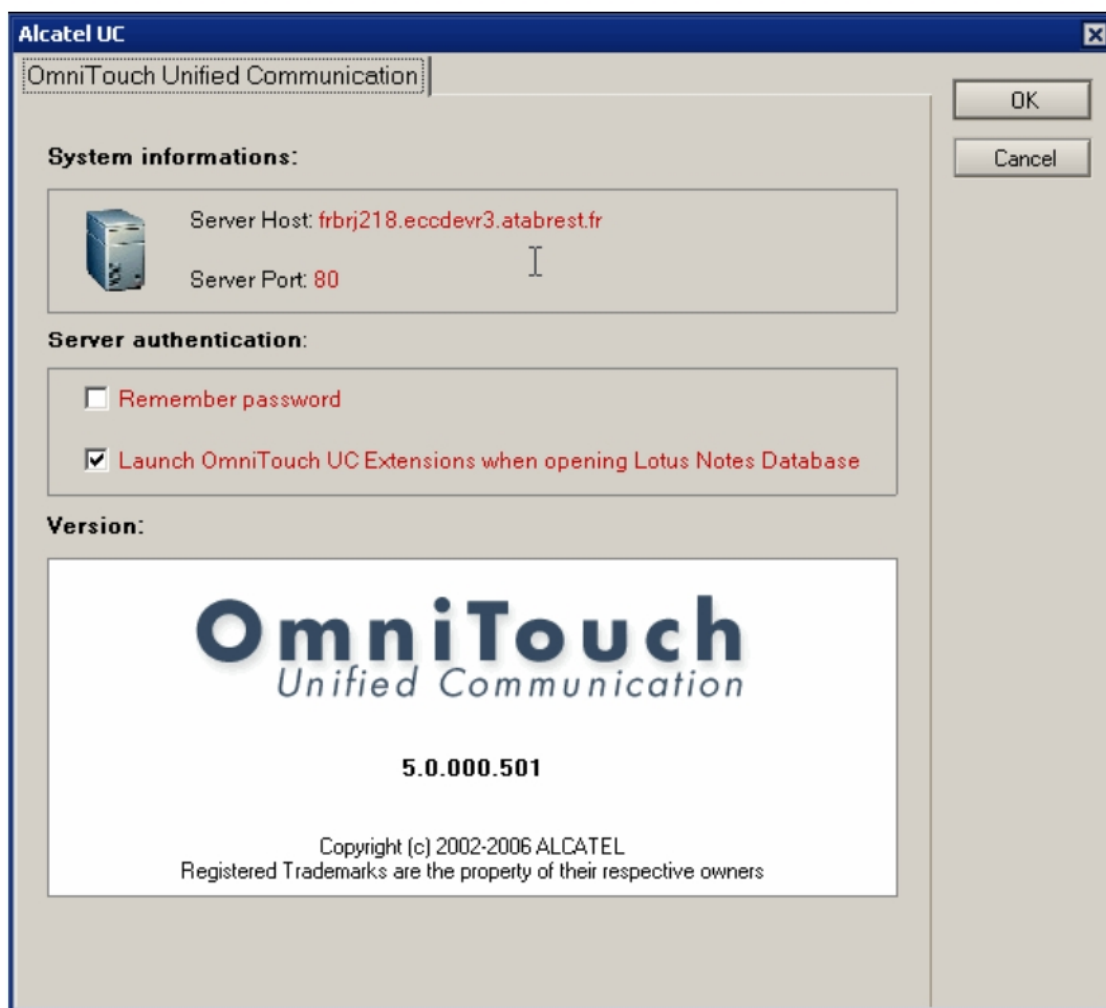 Alcatel UC
OmniTouch Unified Communication
OK
Cancel
System informations:
Server Host: frbrj218.eccdevr3.atabrest.fr
Server Port: 80
Server authentication:
Remember password
Launch OmniTouch UC Extensions when opening Lotus Notes Database
Version:
OmniTouch
Unified Communication
5.0.000.501
Copyright (c) 2002-2006 ALCATEL
Registered Trademarks are the property of their respective owners